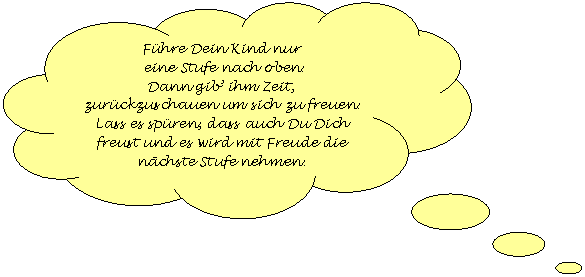 Führe Dein Kind nur
eine Stufe nach oben.
Dann gib' ihm Zeit,
zurückzuschauen um sich zu freuen.
Lass es spüren, dass auch Du Dich
freust und es wird mit Freude die
nächste Stufe nehmen.